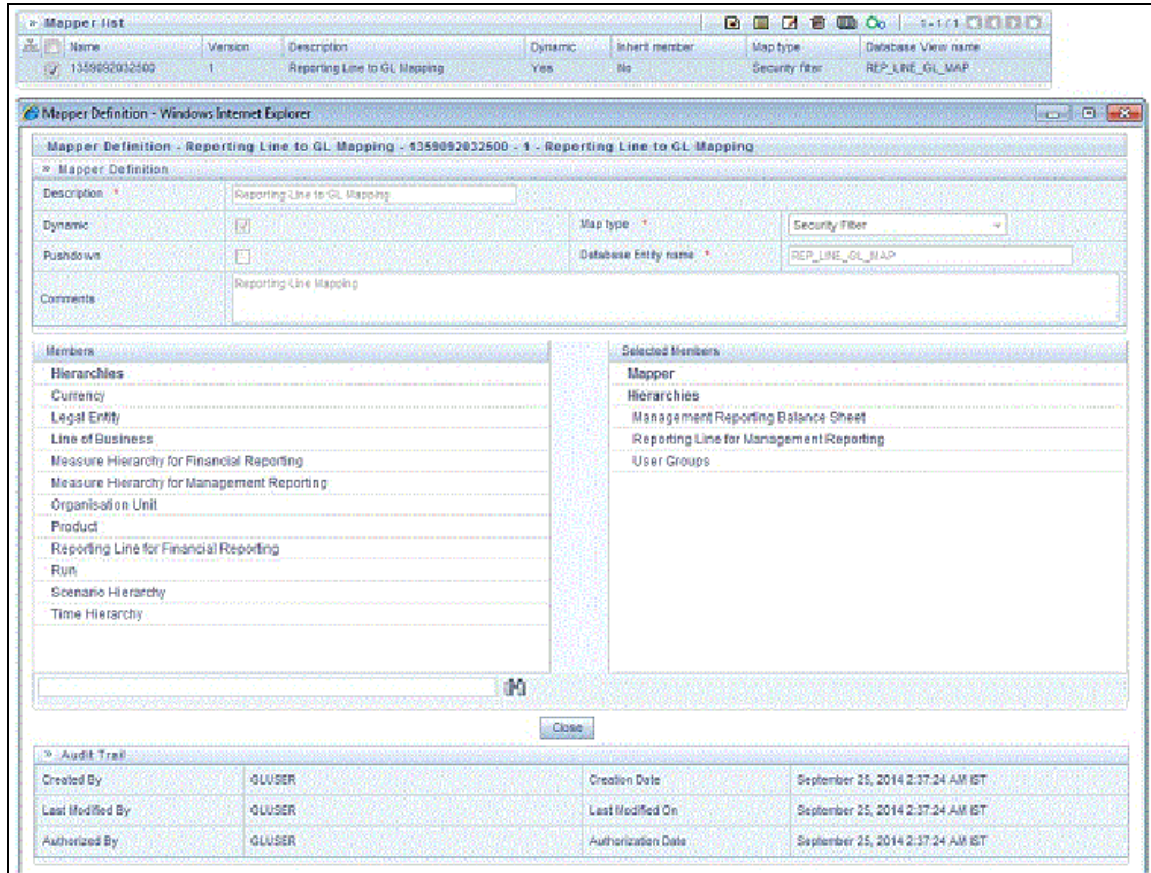 » Mapper list 1-1 / 1
Name Version Description Dynamic Inherit member Map type Database View name
1359092032500 1 Reporting Line to GL Mapping Yes No Security filter REP_LINE_GL_MAP
Mapper Definition - Windows Internet Explorer
Mapper Definition - Reporting Line to GL Mapping - 1359092032500 - 1 - Reporting Line to GL Mapping
» Mapper Definition
Description * Reporting Line to GL Mapping
Dynamic Map type * Security Filter
Pushdown Database Entity name * REP_LINE_GL_MAP
Comments Reporting Line Mapping
Members Selected Members
Hierarchies Mapper
Currency Hierarchies
Legal Entity Management Reporting Balance Sheet
Line of Business Reporting Line for Management Reporting
Measure Hierarchy for Financial Reporting User Groups
Measure Hierarchy for Management Reporting
Organisation Unit
Product
Reporting Line for Financial Reporting
Run
Scenario Hierarchy
Time Hierarchy
Close
» Audit Trail
Created By GLUSER Creation Date September 25, 2014 2:37:24 AM IST
Last Modified By GLUSER Last Modified On September 25, 2014 2:37:24 AM IST
Authorized By GLUSER Authorization Date September 25, 2014 2:37:24 AM IST